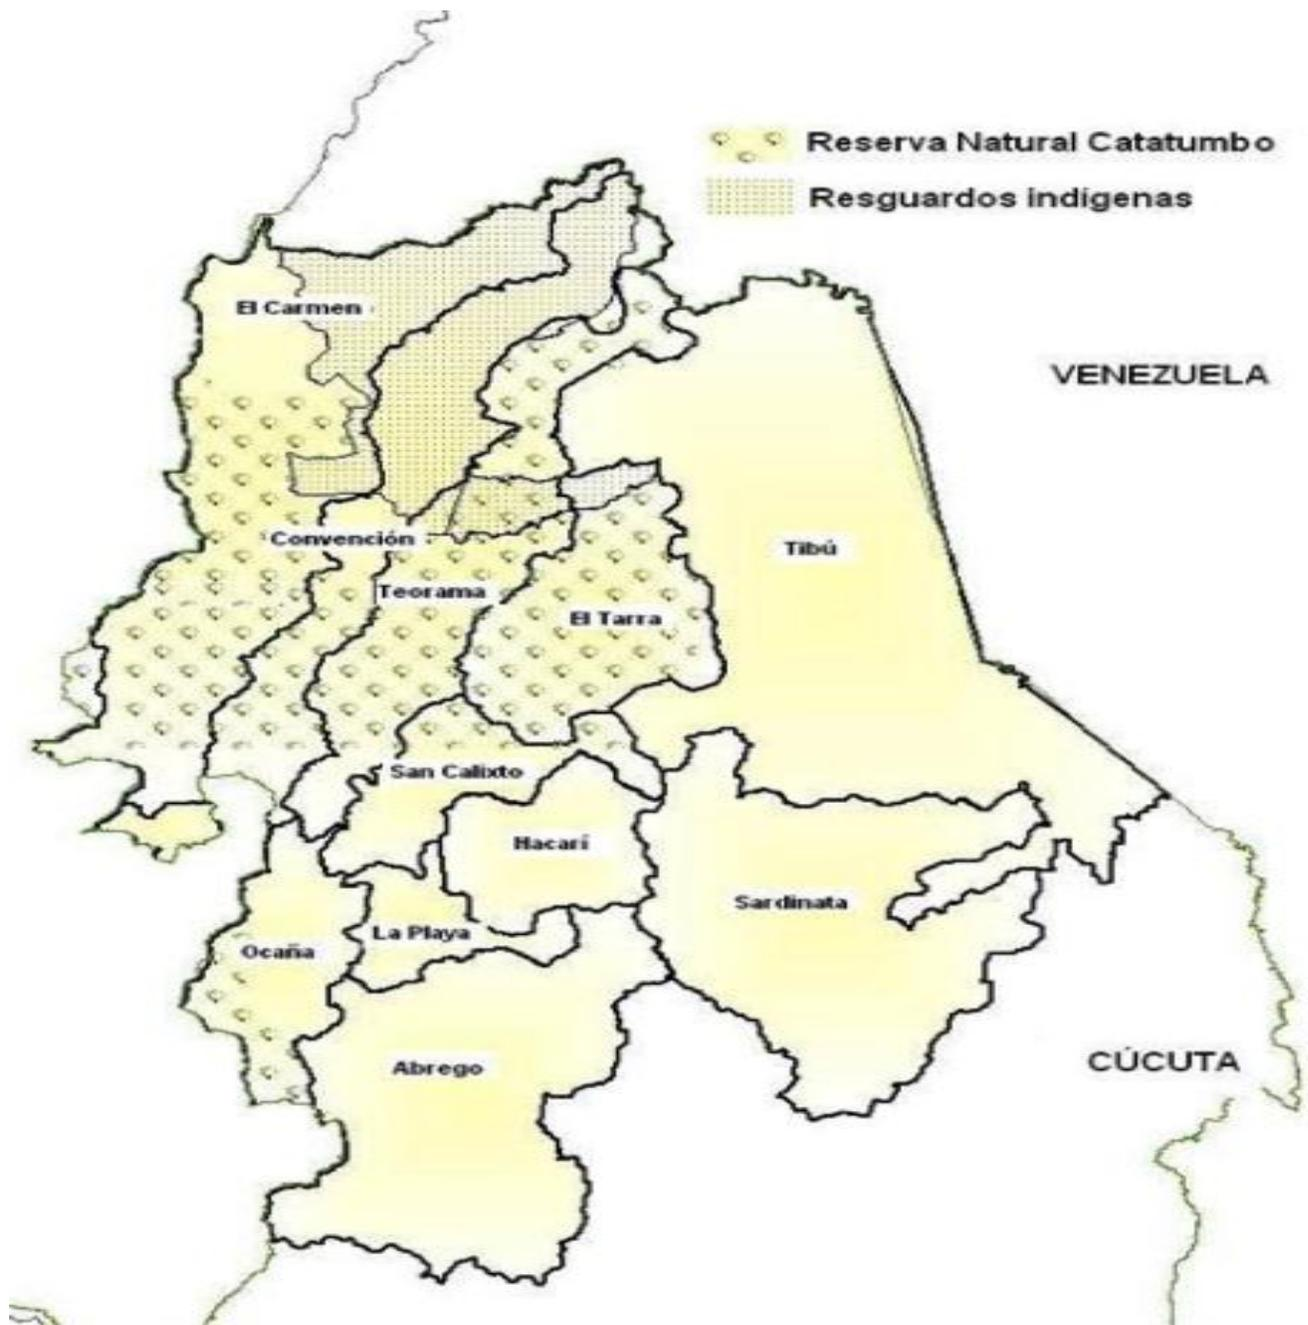 Reserva Natural Catatumbo
Resguardos indígenas
El Carmen
VENEZUELA
Convención
Tibú
Teorama
El Tarra
San Calixto
Hacarí
Sardinata
La Playa
Ocaña
Abrego
CÚCUTA